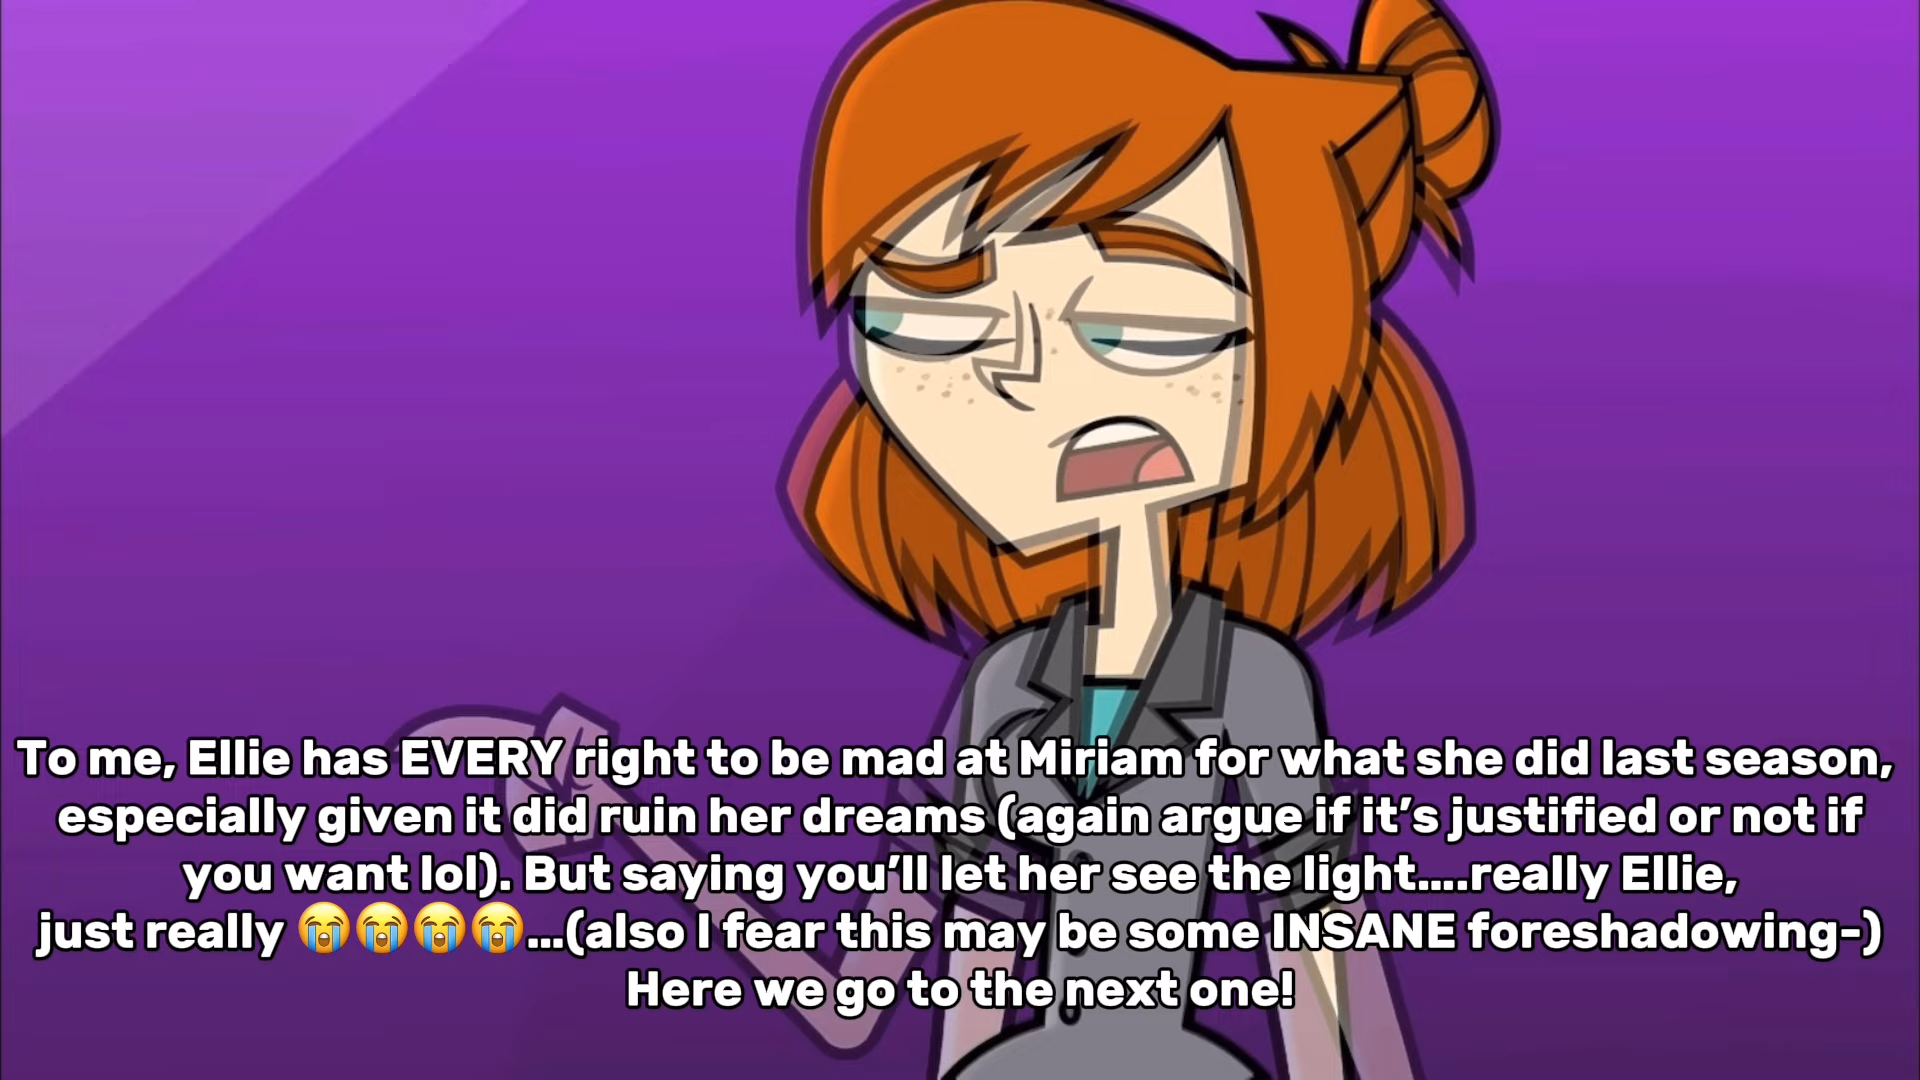 To me, Ellie has EVERY right to be mad at Miriam for what she did last season,
especially given it did ruin her dreams (again argue if it’s justified or not if
you want lol). But saying you’ll let her see the light....really Ellie,
just really 😭😭😭😭...(also I fear this may be some INSANE foreshadowing-)
Here we go to the next one!